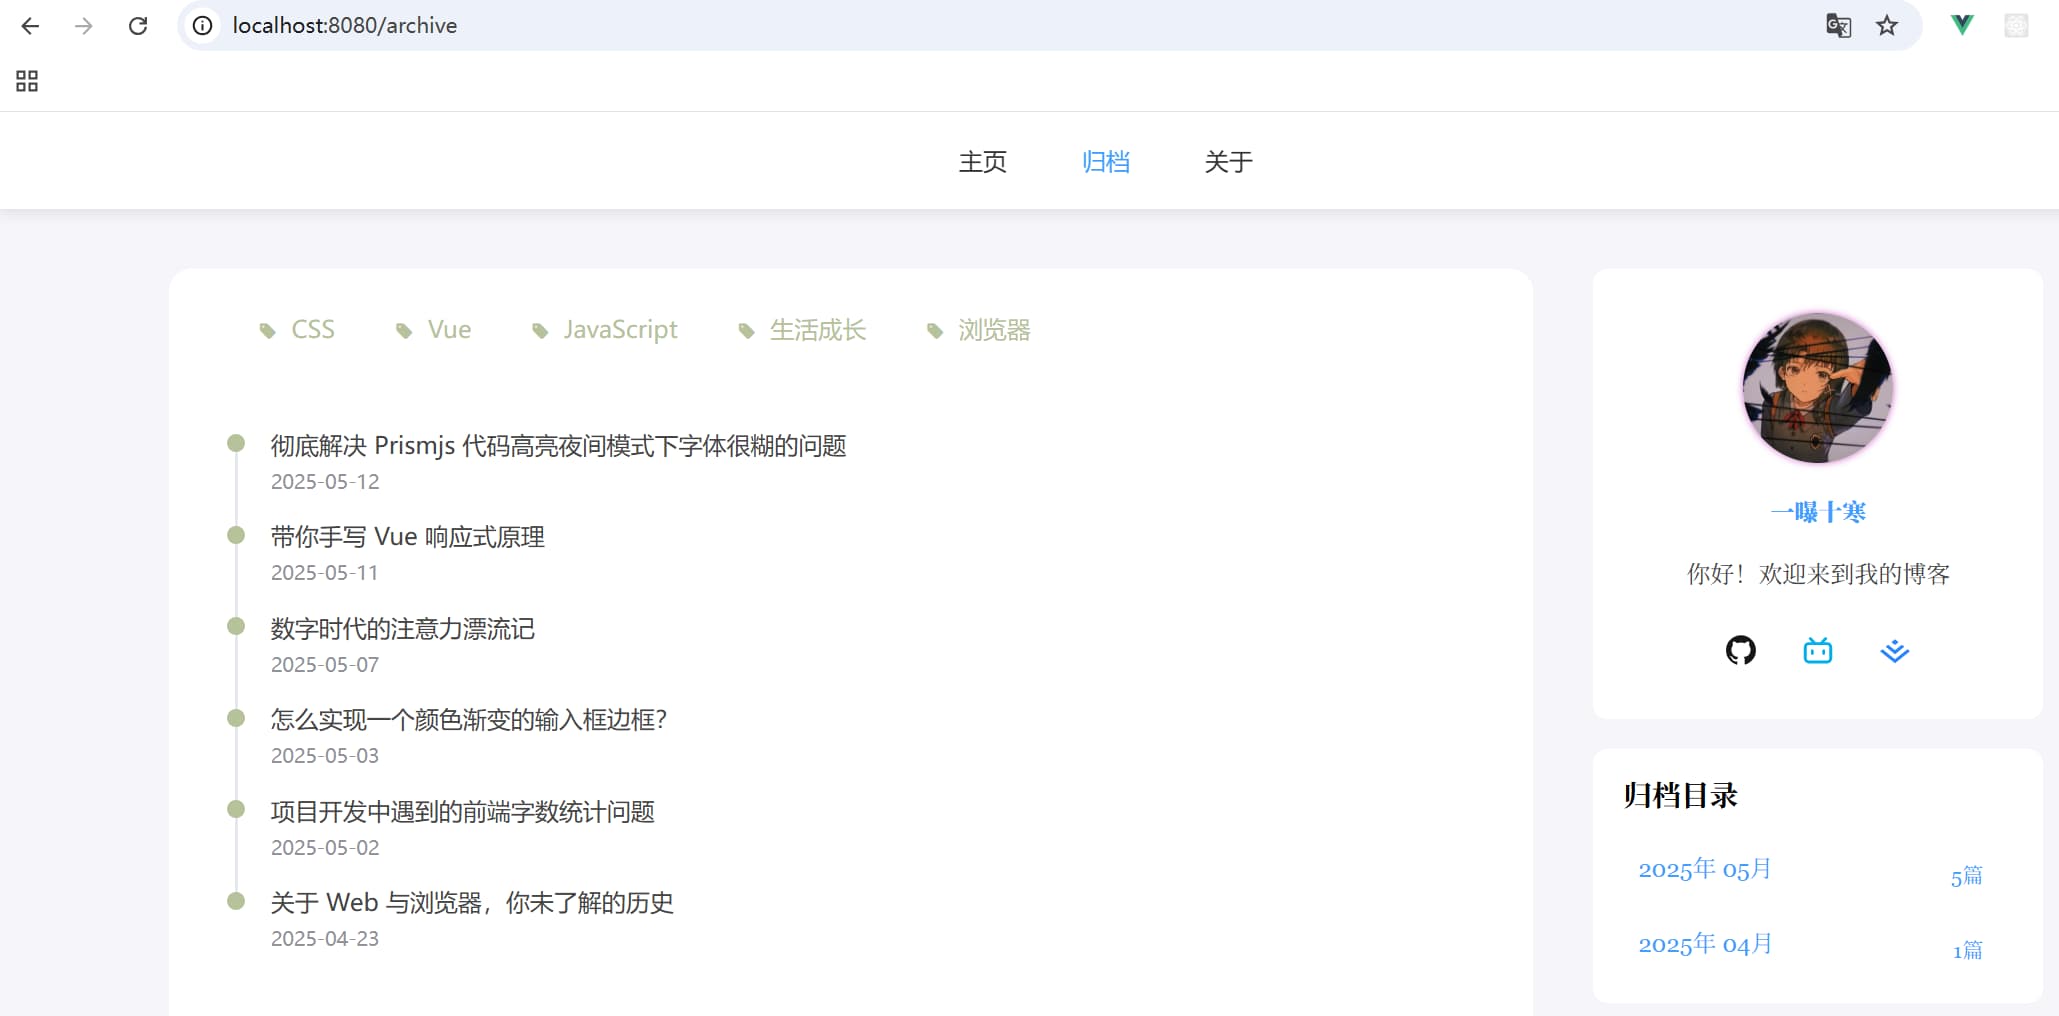 localhost:8080/archive
主页 归档 关于
CSS Vue JavaScript 生活成长 浏览器
彻底解决 Prismjs 代码高亮夜间模式下字体很糊的问题
2025-05-12
带你手写 Vue 响应式原理
2025-05-11
数字时代的注意力漂流记
2025-05-07
怎么实现一个颜色渐变的输入框边框？
2025-05-03
项目开发中遇到的前端字数统计问题
2025-05-02
关于 Web 与浏览器，你未了解的历史
2025-04-23
一曝十寒
你好！欢迎来到我的博客
归档目录
2025年 05月 5篇
2025年 04月 1篇